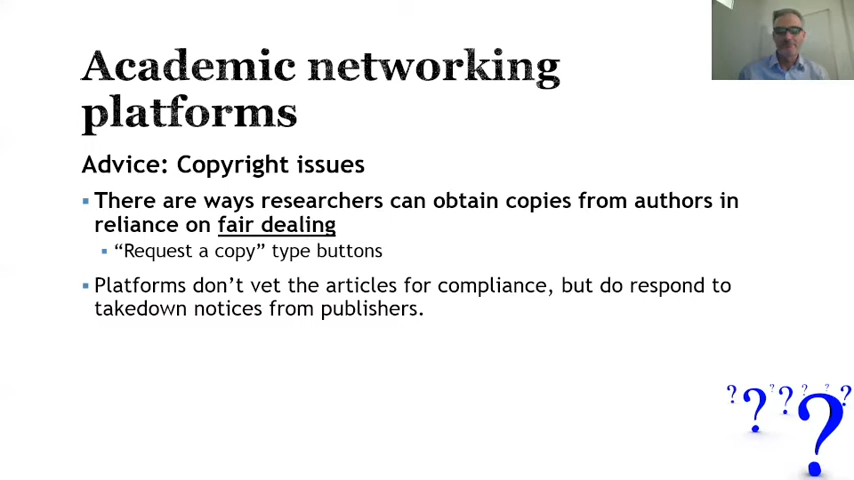 Academic networking
platforms
Advice: Copyright issues
▪ There are ways researchers can obtain copies from authors in
reliance on fair dealing
▪ “Request a copy” type buttons
▪ Platforms don’t vet the articles for compliance, but do respond to
takedown notices from publishers.
? ? ? ? ? ? ? ?